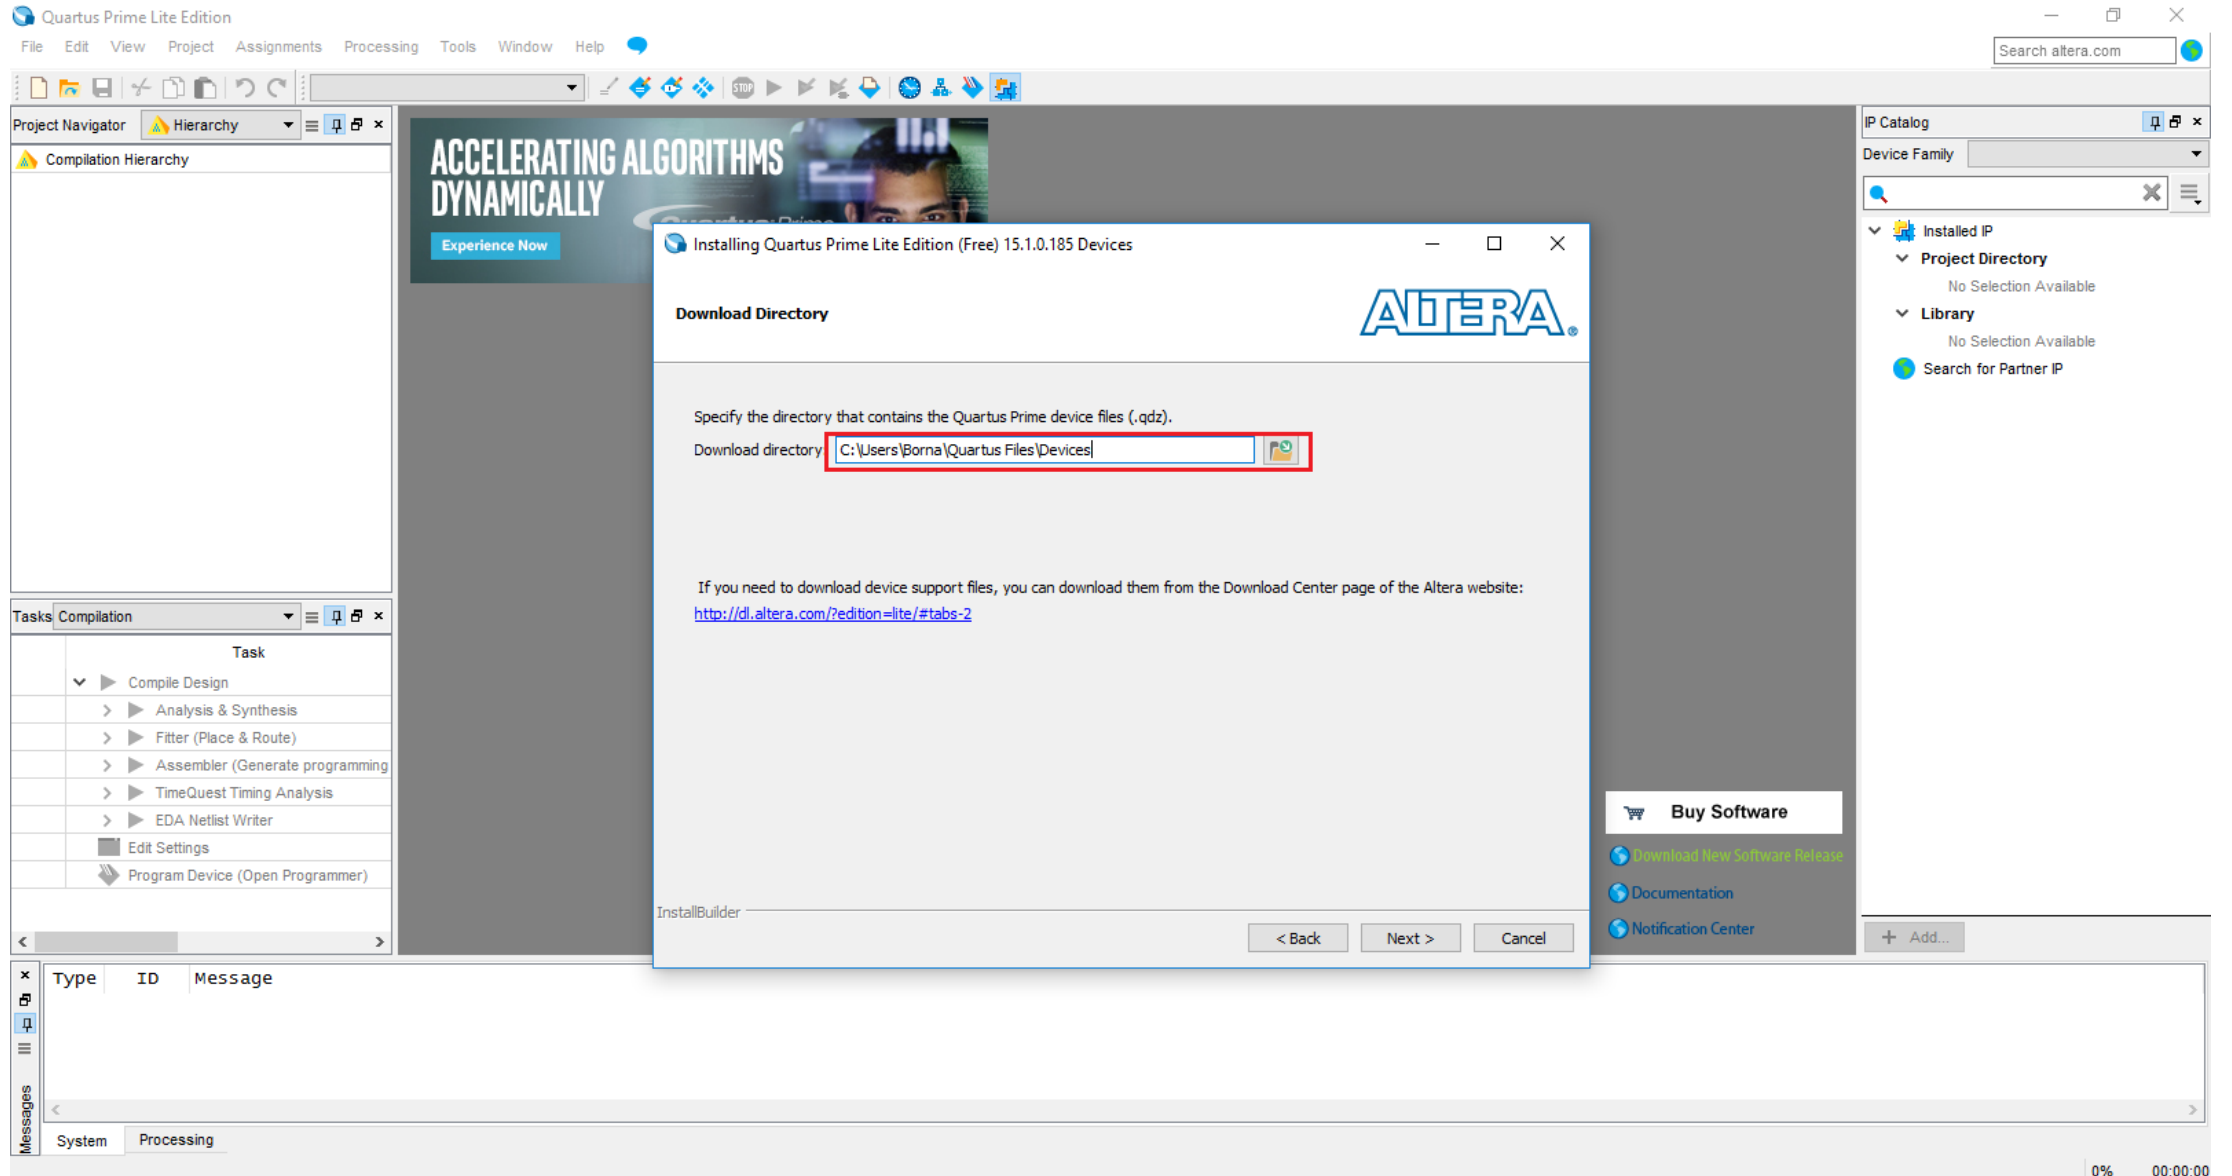 Quartus Prime Lite Edition
File Edit View Project Assignments Processing Tools Window Help
Search altera.com
STOP
Project Navigator Hierarchy
Compilation Hierarchy
ACCELERATING ALGORITHMS
DYNAMICALLY
Experience Now
IP Catalog
Device Family
Installed IP
Project Directory
No Selection Available
Library
No Selection Available
Search for Partner IP
+ Add...
Installing Quartus Prime Lite Edition (Free) 15.1.0.185 Devices
Download Directory
ALTERA®
Specify the directory that contains the Quartus Prime device files (.qdz).
Download directory C:\Users\Borna\Quartus Files\Devices
If you need to download device support files, you can download them from the Download Center page of the Altera website:
http://dl.altera.com/?edition=lite/#tabs-2
InstallBuilder
< Back Next > Cancel
Tasks Compilation
Task
Compile Design
Analysis & Synthesis
Fitter (Place & Route)
Assembler (Generate programming
TimeQuest Timing Analysis
EDA Netlist Writer
Edit Settings
Program Device (Open Programmer)
Buy Software
Download New Software Release
Documentation
Notification Center
Type ID Message
Messages
System Processing
0% 00:00:00